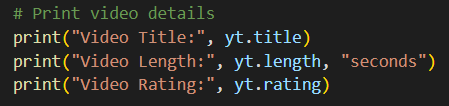 # Print video details
print("Video Title:", yt.title)
print("Video Length:", yt.length, "seconds")
print("Video Rating:", yt.rating)